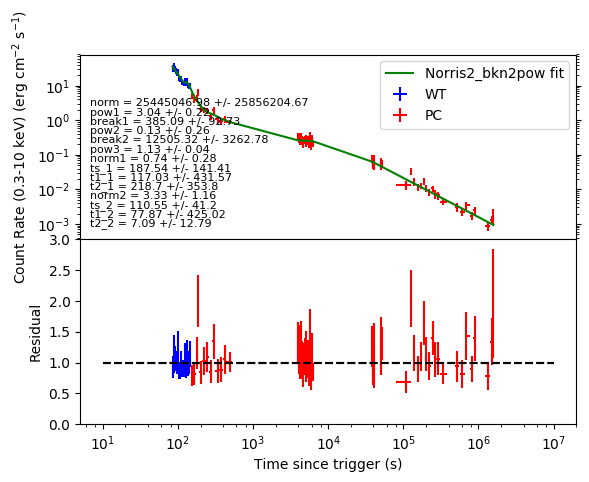 Count Rate (0.3-10 keV) (erg cm⁻² s⁻¹)
10¹
10⁰
10⁻¹
10⁻²
10⁻³
Norris2_bkn2pow fit
WT
PC
norm = 25445046.98 +/- 25856204.67
pow1 = 3.04 +/- 0.22
break1 = 385.09 +/- 92.73
pow2 = 0.13 +/- 0.26
break2 = 12505.32 +/- 3262.78
pow3 = 1.13 +/- 0.04
norm1 = 0.74 +/- 0.28
ts_1 = 187.54 +/- 141.41
t1_1 = 117.03 +/- 431.57
t2_1 = 218.7 +/- 353.8
norm2 = 3.33 +/- 1.16
ts_2 = 110.55 +/- 41.2
t1_2 = 77.87 +/- 425.02
t2_2 = 7.09 +/- 12.79
Residual
3.0
2.5
2.0
1.5
1.0
0.5
0.0
10¹ 10² 10³ 10⁴ 10⁵ 10⁶ 10⁷
Time since trigger (s)